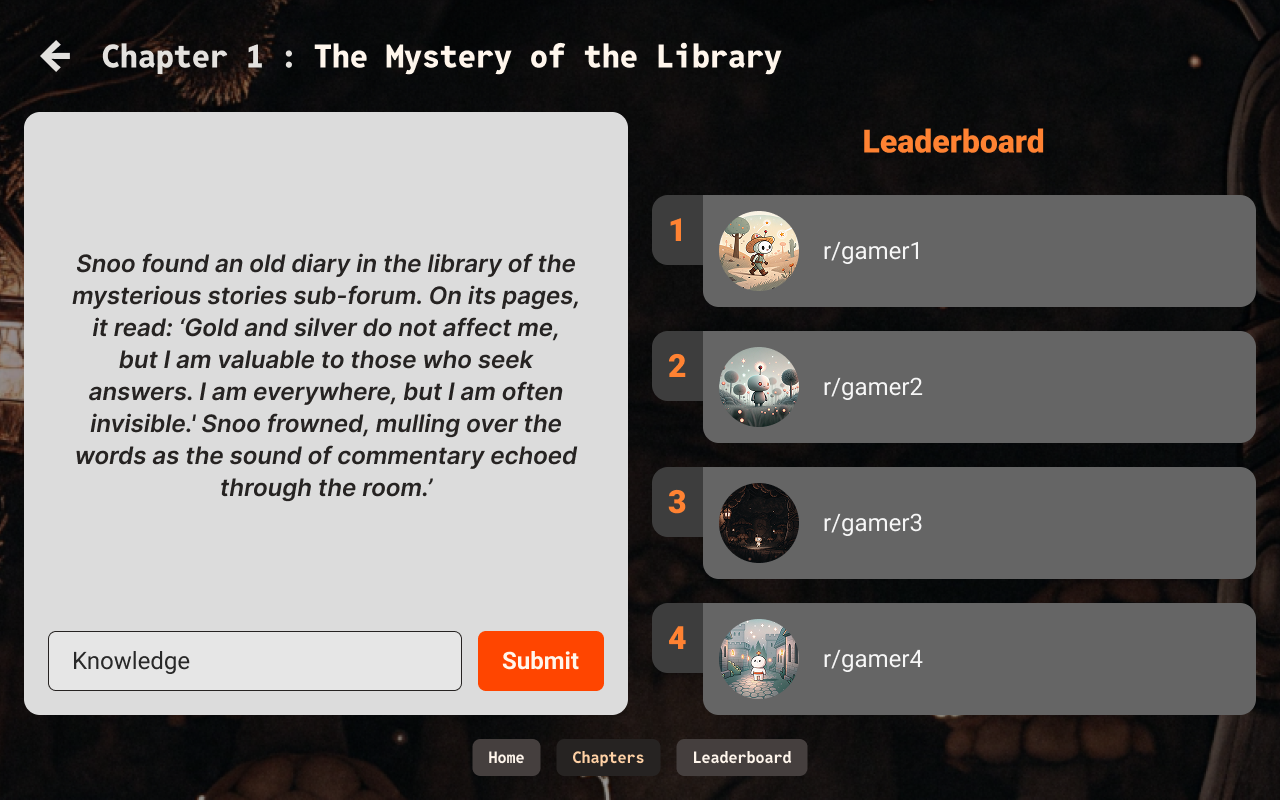 Chapter 1 : The Mystery of the Library
Snoo found an old diary in the library of the
mysterious stories sub-forum. On its pages,
it read: ‘Gold and silver do not affect me,
but I am valuable to those who seek
answers. I am everywhere, but I am often
invisible.' Snoo frowned, mulling over the
words as the sound of commentary echoed
through the room.’
Knowledge
Submit
Leaderboard
1
r/gamer1
2
r/gamer2
3
r/gamer3
4
r/gamer4
Home
Chapters
Leaderboard